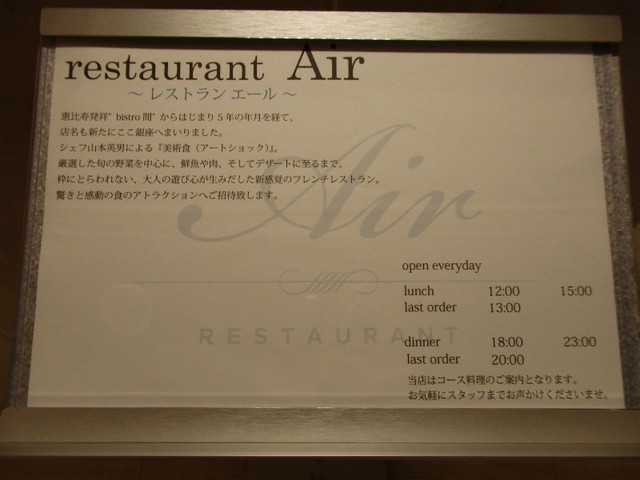 restaurant Air
～ レストラン エール ～
恵比寿発祥" bistro 間" からはじまり 5 年の年月を経て、
店名も新たにここ銀座へまいりました。
シェフ山本英男による『美術食（アートショック）』。
厳選した旬の野菜を中心に、鮮魚や肉、そしてデザートに至るまで、
枠にとらわれない、大人の遊び心が生みだした新感覚のフレンチレストラン。
驚きと感動の食のアトラクションへご招待致します。
Air
RESTAURANT
open everyday
lunch 12:00 15:00
last order 13:00
dinner 18:00 23:00
last order 20:00
当店はコース料理のご案内となります。
お気軽にスタッフまでお声かけくださいませ。